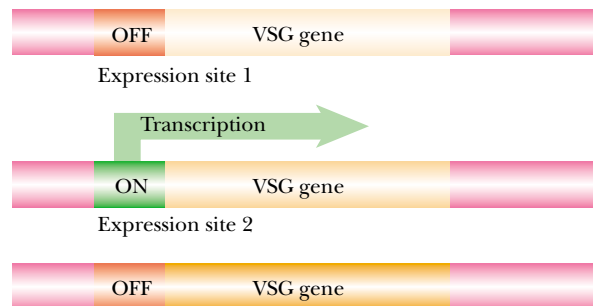 OFF VSG gene
Expression site 1
Transcription
ON VSG gene
Expression site 2
OFF VSG gene